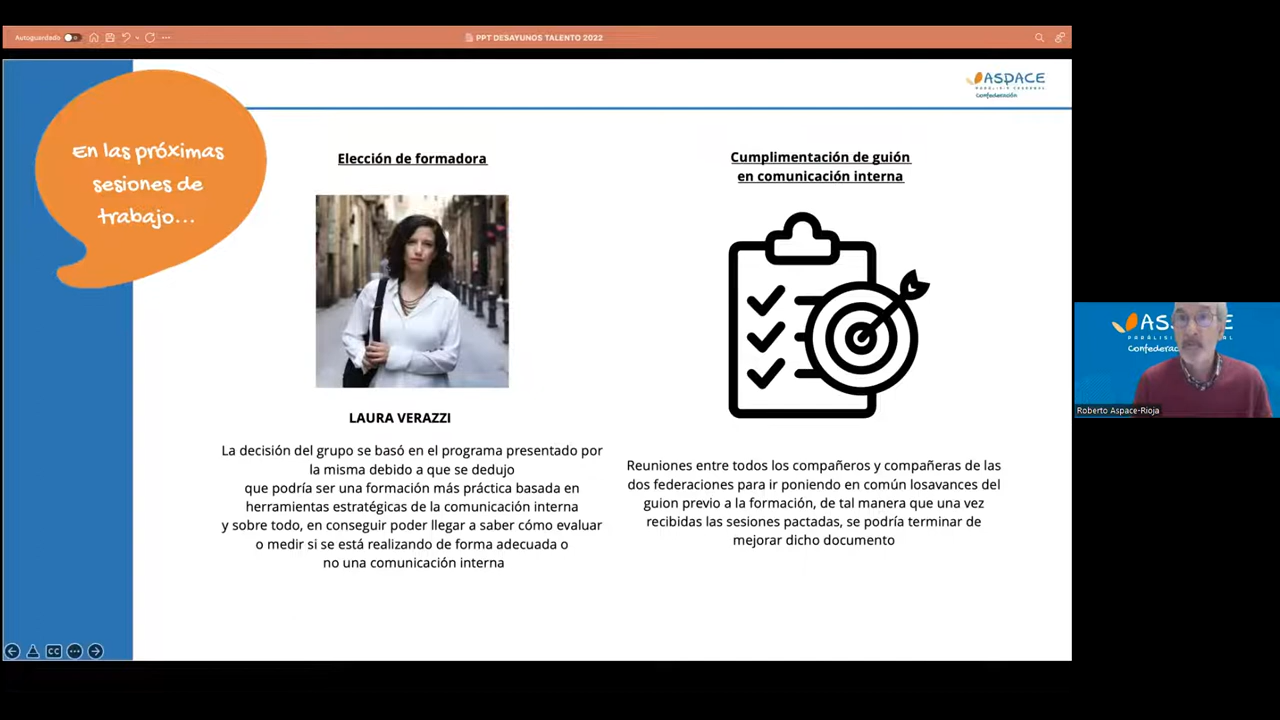 Autoguardado
PPT DESAYUNOS TALENTO 2022
ASPACE
PARÁLISIS CEREBRAL
Confederación
En las próximas
sesiones de
trabajo...
Elección de formadora
LAURA VERAZZI
La decisión del grupo se basó en el programa presentado por
la misma debido a que se dedujo
que podría ser una formación más práctica basada en
herramientas estratégicas de la comunicación interna
y sobre todo, en conseguir poder llegar a saber cómo evaluar
o medir si se está realizando de forma adecuada o
no una comunicación interna
Cumplimentación de guión
en comunicación interna
Reuniones entre todos los compañeros y compañeras de las
dos federaciones para ir poniendo en común losavances del
guion previo a la formación, de tal manera que una vez
recibidas las sesiones pactadas, se podría terminar de
mejorar dicho documento
CC
Roberto Aspace-Rioja